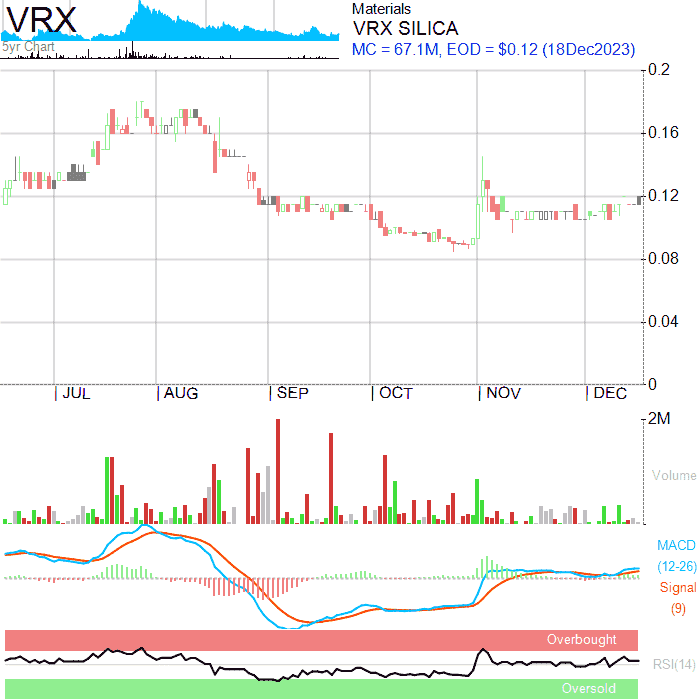 VRX
5yr Chart
Materials
VRX SILICA
MC = 67.1M, EOD = $0.12 (18Dec2023)
0.2
0.16
0.12
0.08
0.04
0
JUL AUG SEP OCT NOV DEC
2M
Volume
MACD
(12-26)
Signal
(9)
Overbought
RSI(14)
Oversold